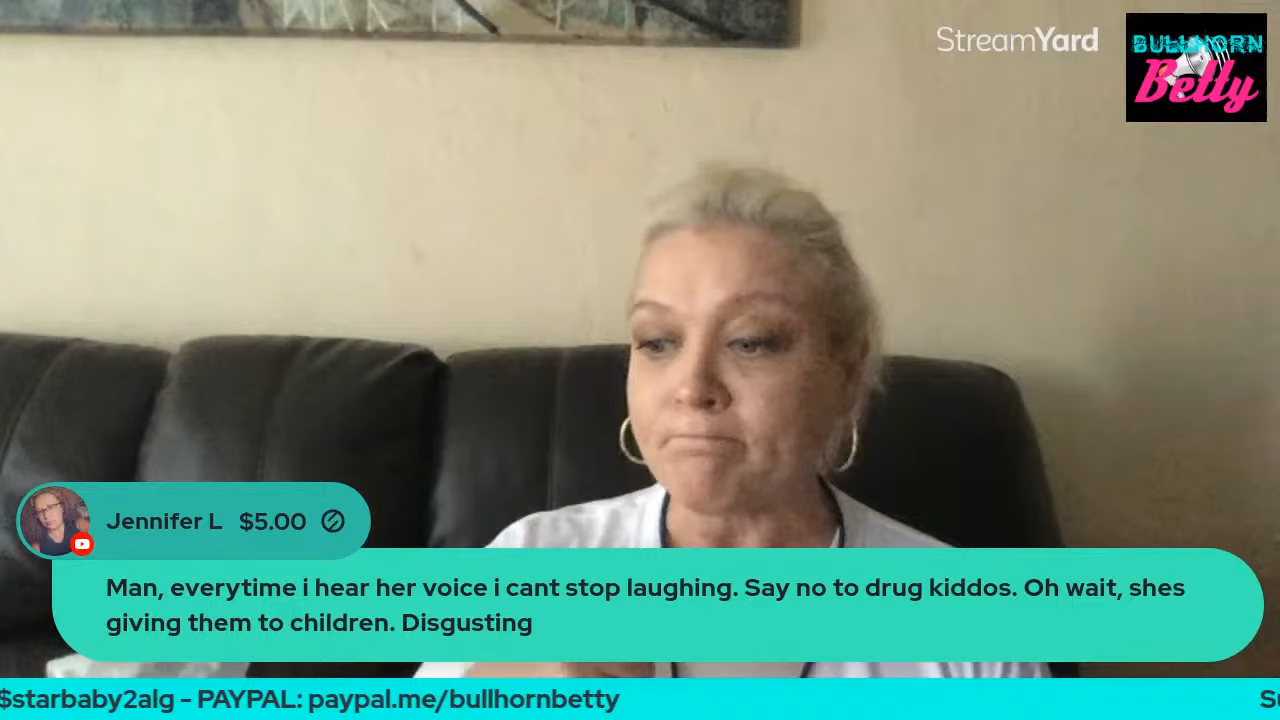 StreamYard
BULLHORN
Betty
Jennifer L $5.00
Man, everytime i hear her voice i cant stop laughing. Say no to drug kiddos. Oh wait, shes
giving them to children. Disgusting
$starbaby2alg - PAYPAL: paypal.me/bullhornbetty